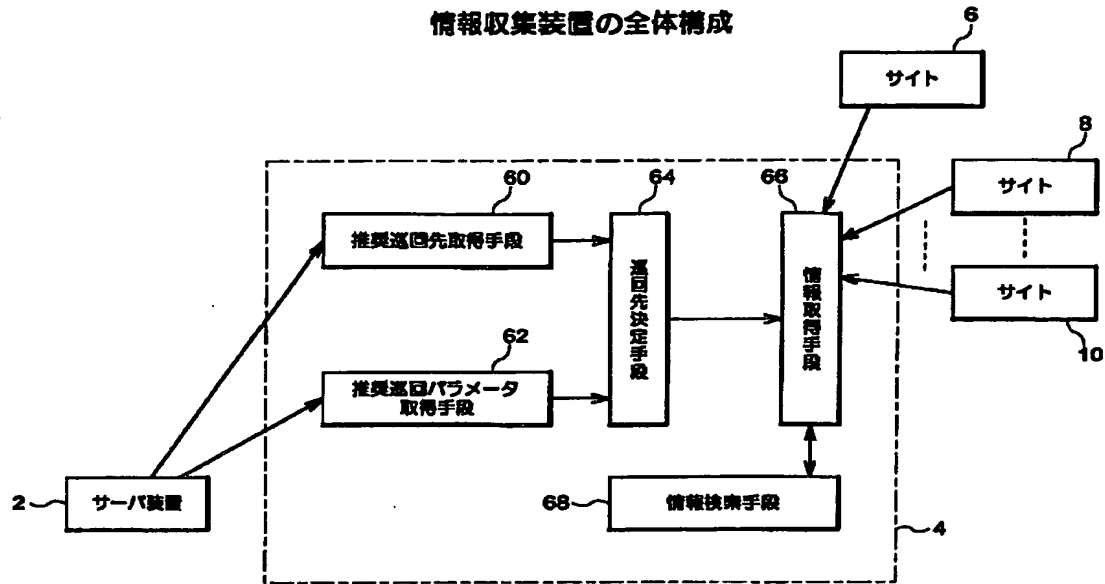 情報収集装置の全体構成
6
サイト
8
サイト
60
64
66
推奨巡回先取得手段
巡回先決定手段
情報取得手段
サイト
10
62
推奨巡回パラメータ
取得手段
2
サーバ装置
68
情報検索手段
4